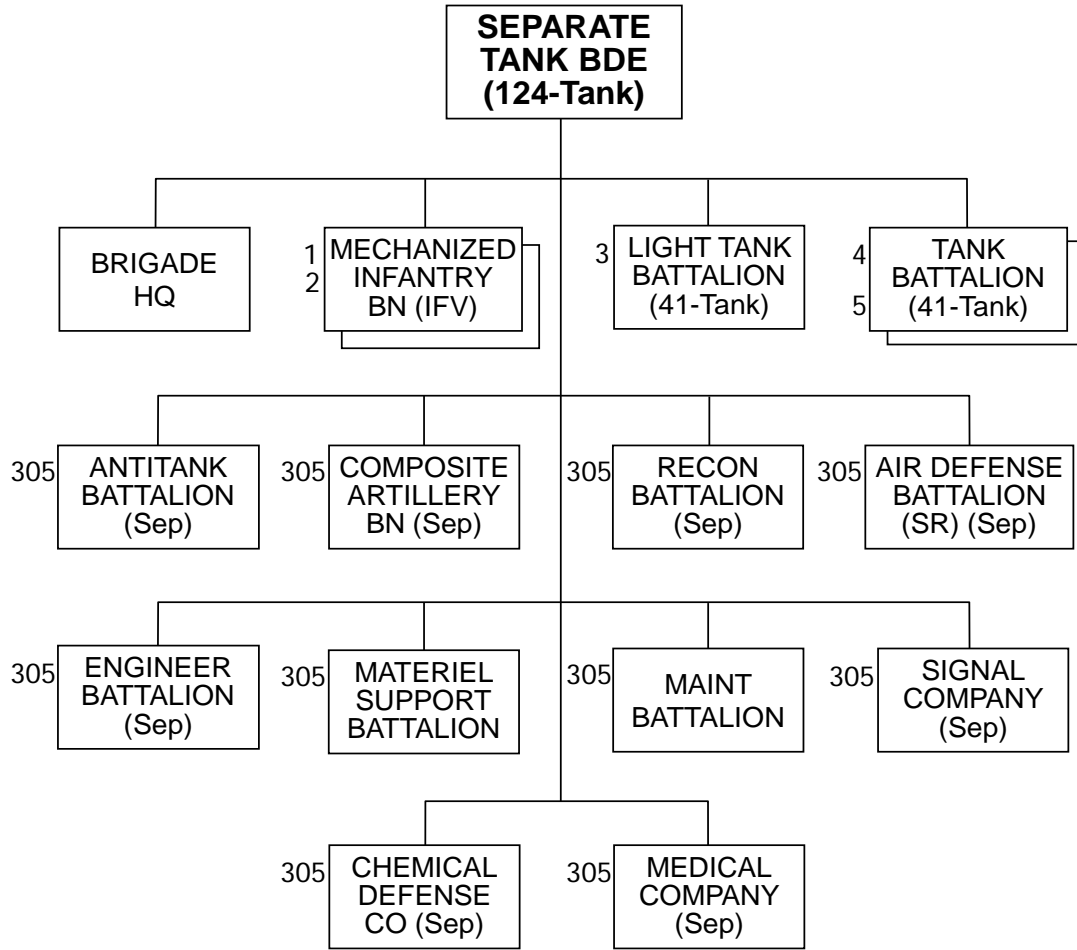 SEPARATE
TANK BDE
(124-Tank)
BRIGADE
HQ
1
2
MECHANIZED
INFANTRY
BN (IFV)
3
LIGHT TANK
BATTALION
(41-Tank)
4
5
TANK
BATTALION
(41-Tank)
305
ANTITANK
BATTALION
(Sep)
305
COMPOSITE
ARTILLERY
BN (Sep)
305
RECON
BATTALION
(Sep)
305
AIR DEFENSE
BATTALION
(SR) (Sep)
305
ENGINEER
BATTALION
(Sep)
305
MATERIEL
SUPPORT
BATTALION
305
MAINT
BATTALION
305
SIGNAL
COMPANY
(Sep)
305
CHEMICAL
DEFENSE
CO (Sep)
305
MEDICAL
COMPANY
(Sep)